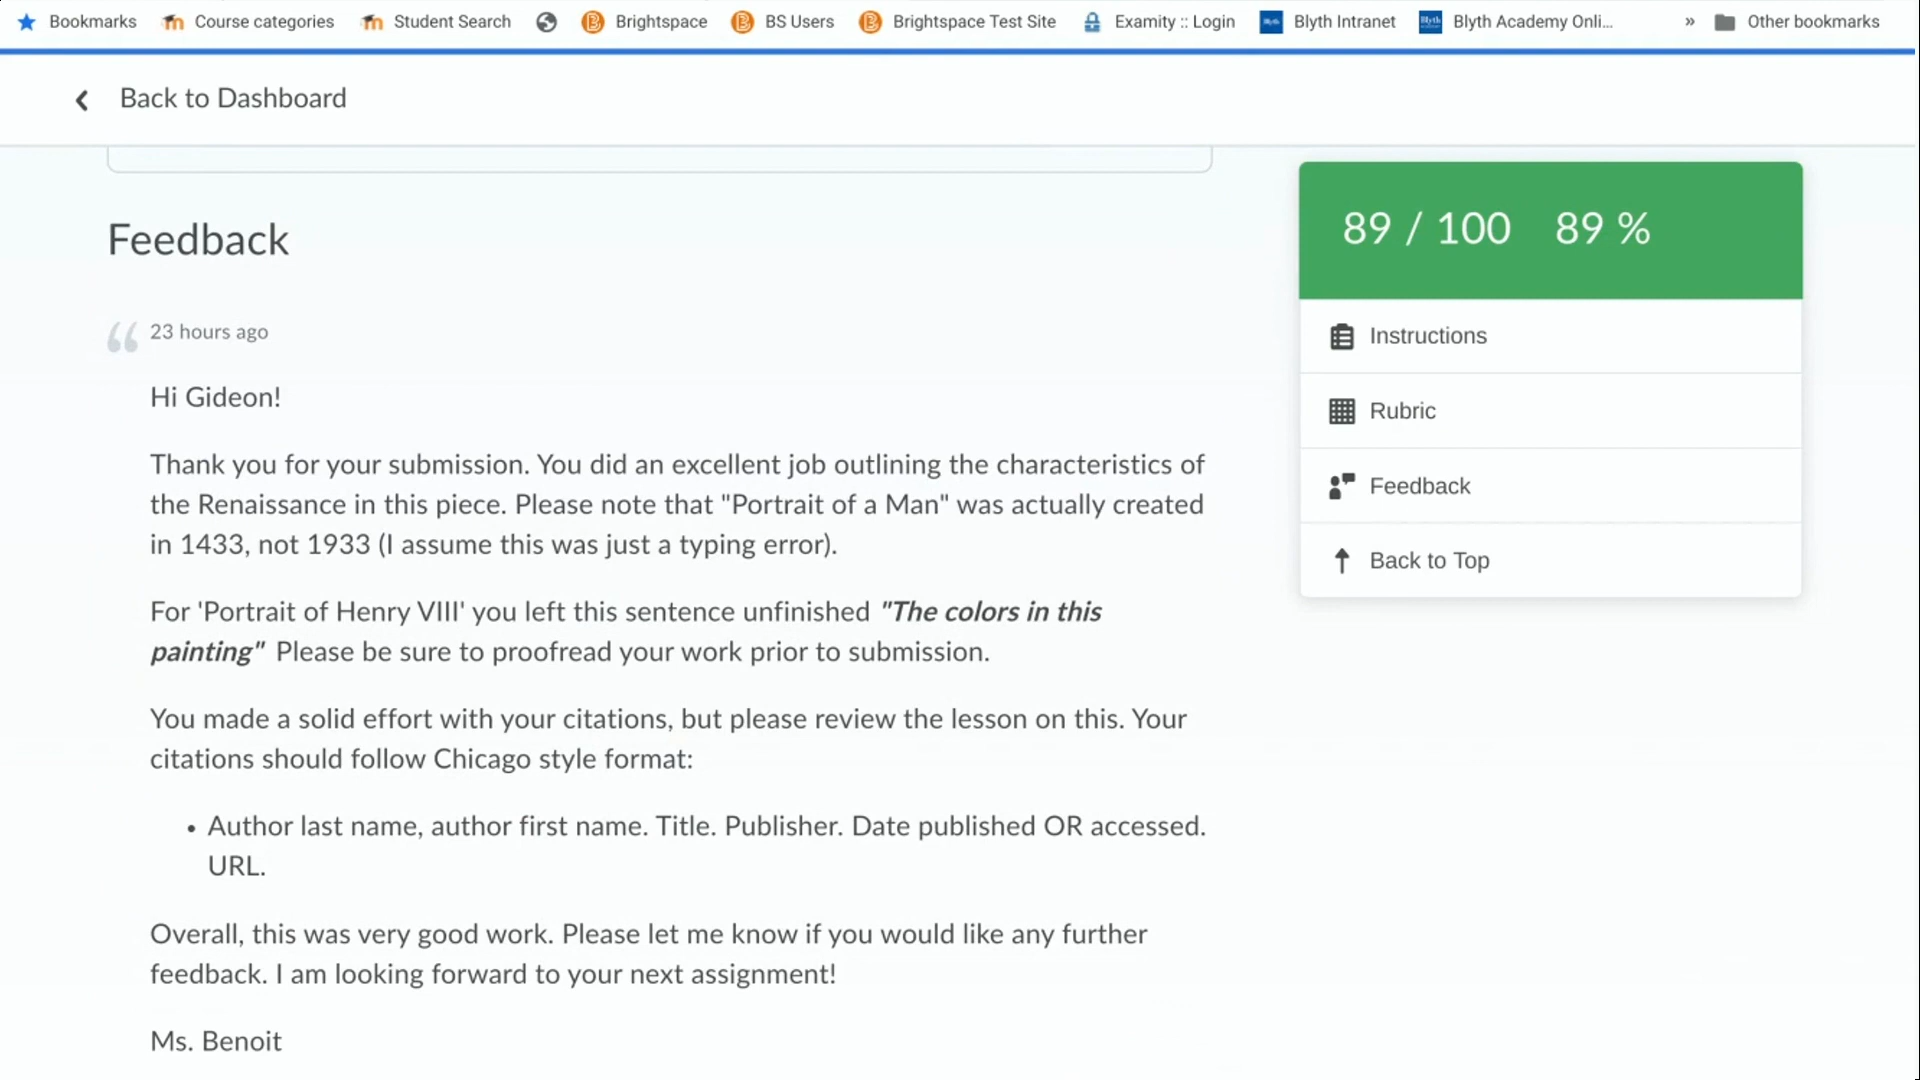 Bookmarks Course categories Student Search Brightspace BS Users Brightspace Test Site Examity :: Login Blyth Intranet Blyth Academy Onli... » Other bookmarks
Back to Dashboard
Feedback
23 hours ago
Hi Gideon!
Thank you for your submission. You did an excellent job outlining the characteristics of
the Renaissance in this piece. Please note that "Portrait of a Man" was actually created
in 1433, not 1933 (I assume this was just a typing error).
For 'Portrait of Henry VIII' you left this sentence unfinished "The colors in this
painting" Please be sure to proofread your work prior to submission.
You made a solid effort with your citations, but please review the lesson on this. Your
citations should follow Chicago style format:
• Author last name, author first name. Title. Publisher. Date published OR accessed.
URL.
Overall, this was very good work. Please let me know if you would like any further
feedback. I am looking forward to your next assignment!
Ms. Benoit
89 / 100 89 %
Instructions
Rubric
Feedback
Back to Top